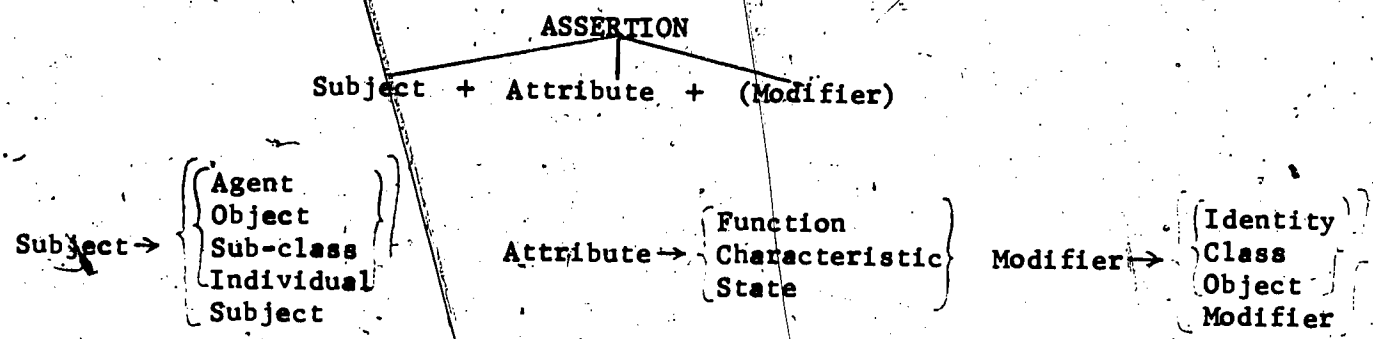 ASSERTION
Subject + Attribute + (Modifier)
Subject → Agent
Object
Sub-class
Individual
Subject
Attribute → Function
Characteristic
State
Modifier → Identity
Class
Object
Modifier